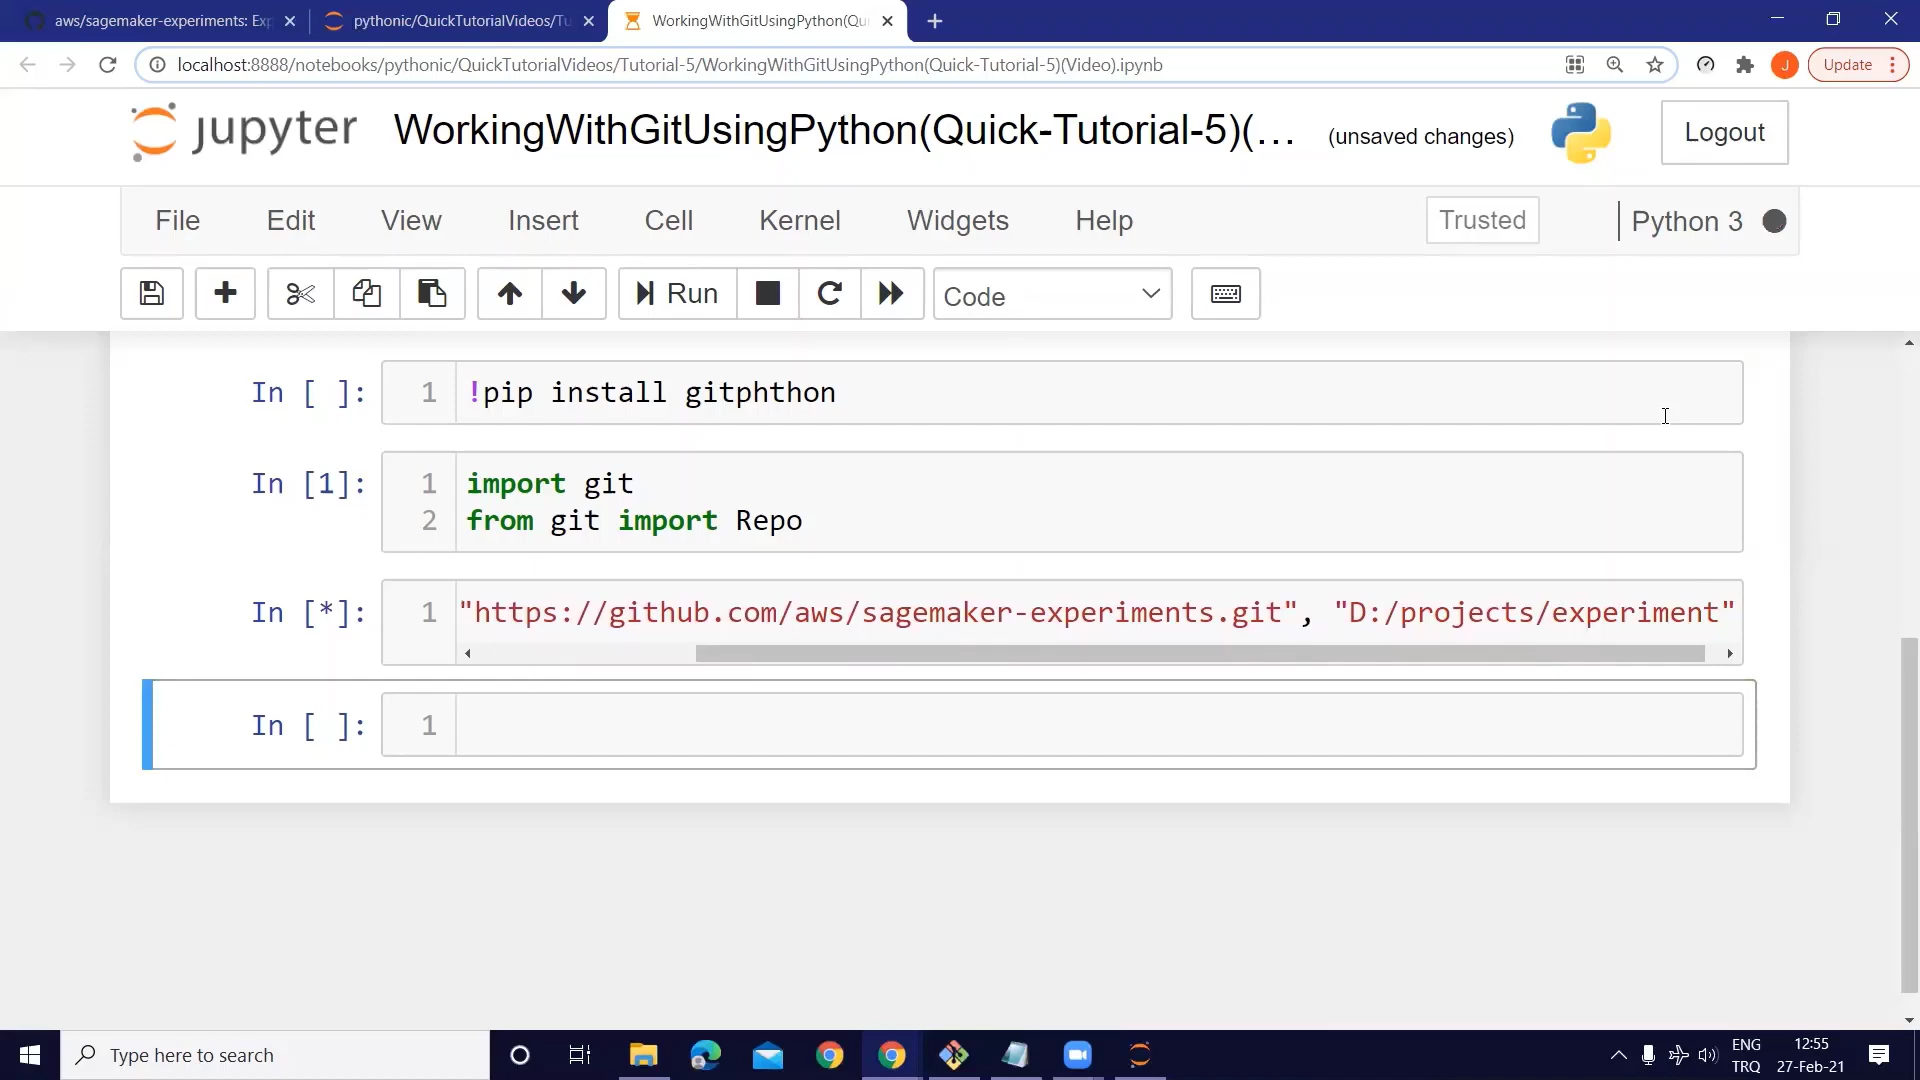 aws/sagemaker-experiments: Exp
pythonic/QuickTutorialVideos/Tu
WorkingWithGitUsingPython(Qui
localhost:8888/notebooks/pythonic/QuickTutorialVideos/Tutorial-5/WorkingWithGitUsingPython(Quick-Tutorial-5)(Video).ipynb
J
Update
jupyter WorkingWithGitUsingPython(Quick-Tutorial-5)(... (unsaved changes)
Logout
File Edit View Insert Cell Kernel Widgets Help
Trusted
Python 3
Run
Code
In [ ]: 1 !pip install gitphthon
In [1]: 1 import git
2 from git import Repo
In [*]: 1 "https://github.com/aws/sagemaker-experiments.git", "D:/projects/experiment"
In [ ]: 1
Type here to search
ENG
TRQ
12:55
27-Feb-21